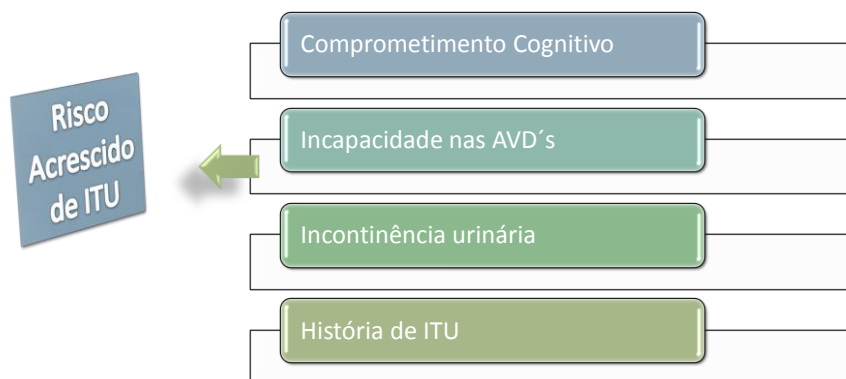 Risco
Acrescido
de ITU
Comprometimento Cognitivo
Incapacidade nas AVD´s
Incontinência urinária
História de ITU